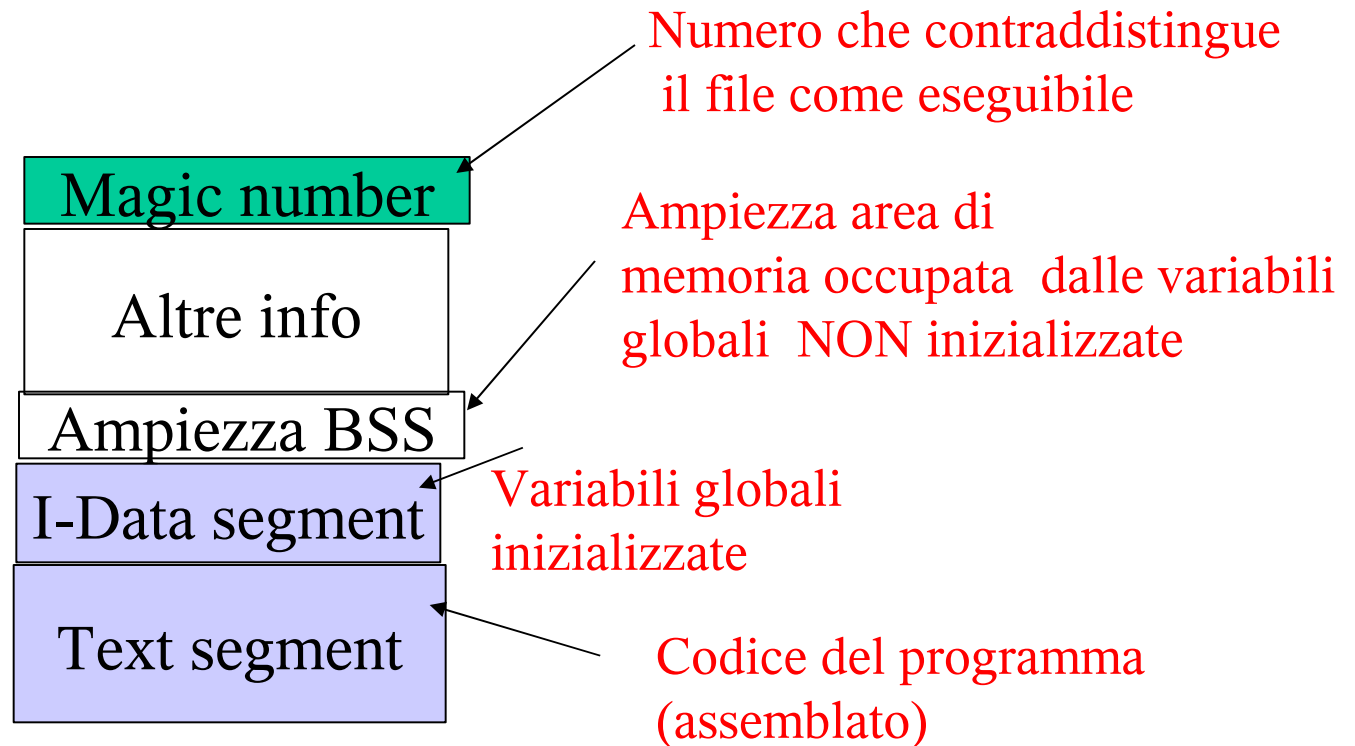 Numero che contraddistingue
il file come eseguibile
Magic number
Ampiezza area di
memoria occupata dalle variabili
globali NON inizializzate
Altre info
Ampiezza BSS
I-Data segment
Variabili globali
inizializzate
Text segment
Codice del programma
(assemblato)